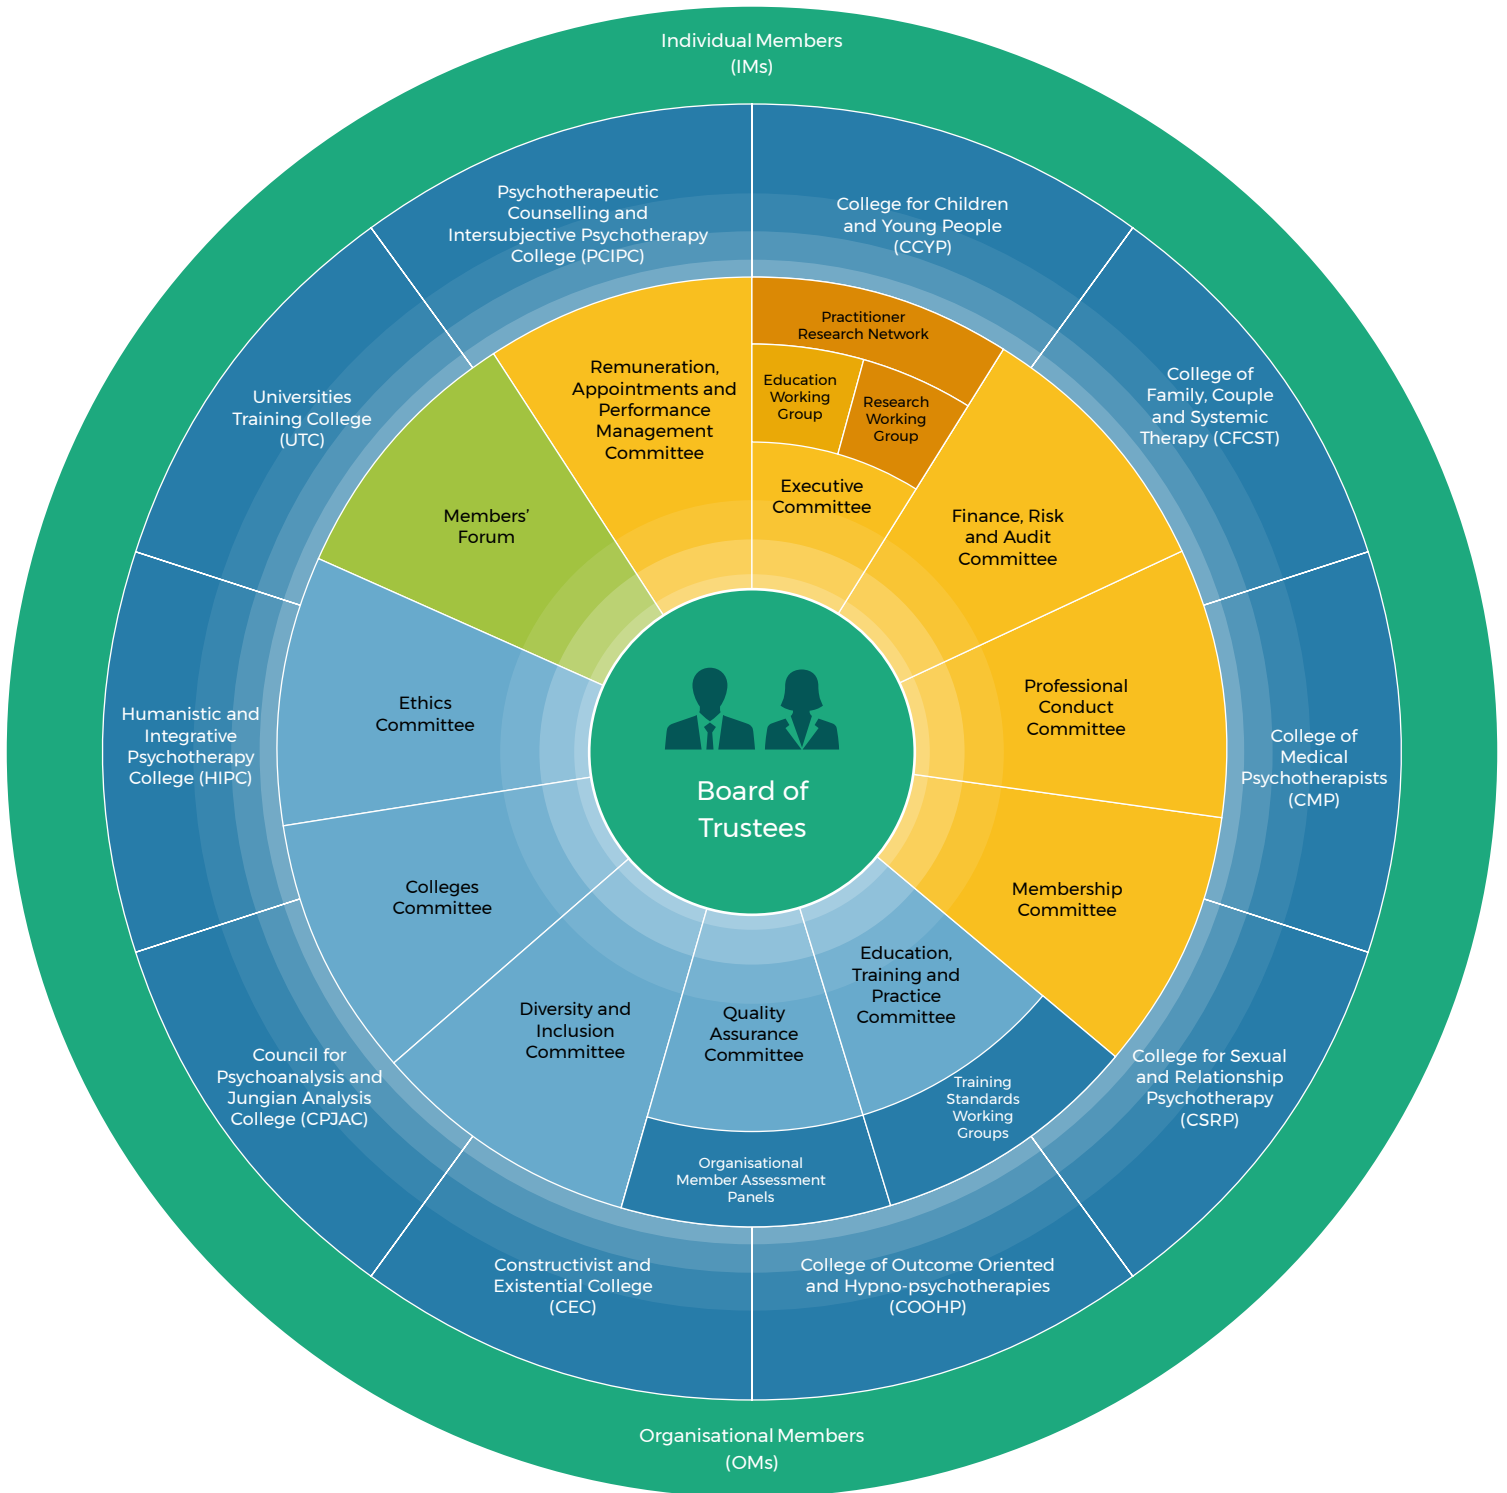 Individual Members
(IMs)
Psychotherapeutic
Counselling and
Intersubjective Psychotherapy
College (PCIPC)
College for Children
and Young People
(CCYP)
College of
Family, Couple
and Systemic
Therapy (CFCST)
College of
Medical
Psychotherapists
(CMP)
College for Sexual
and Relationship
Psychotherapy
(CSRP)
College of Outcome Oriented
and Hypno-psychotherapies
(COOHP)
Constructivist and
Existential College
(CEC)
Council for
Psychoanalysis and
Jungian Analysis
College (CPJAC)
Humanistic and
Integrative
Psychotherapy
College (HIPC)
Universities
Training College
(UTC)
Remuneration,
Appointments and
Performance
Management
Committee
Practitioner
Research Network
Education
Working
Group
Research
Working
Group
Executive
Committee
Finance, Risk
and Audit
Committee
Professional
Conduct
Committee
Membership
Committee
Education,
Training and
Practice
Committee
Training
Standards
Working
Groups
Quality
Assurance
Committee
Organisational
Member Assessment
Panels
Diversity and
Inclusion
Committee
Colleges
Committee
Ethics
Committee
Members’
Forum
Board of
Trustees
Organisational Members
(OMs)